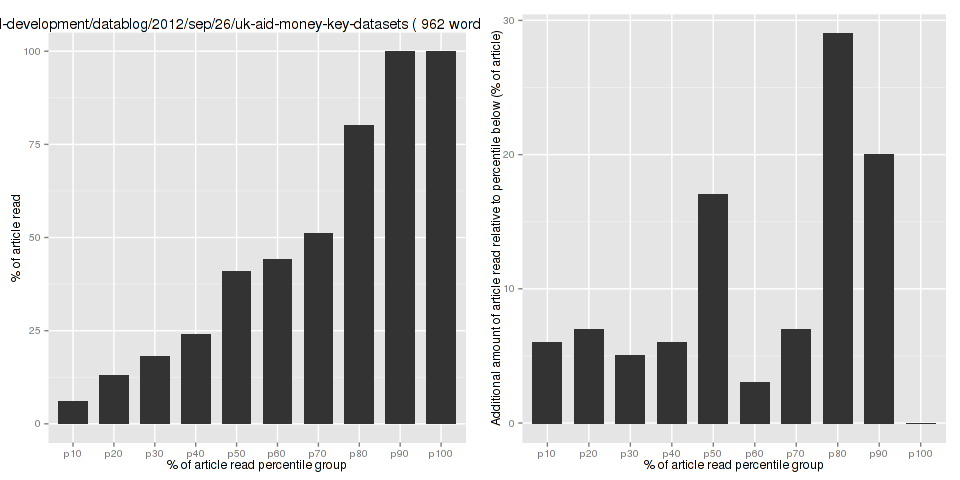 l-development/datablog/2012/sep/26/uk-aid-money-key-datasets ( 962 word
100
75
50
25
0
% of article read
p10 p20 p30 p40 p50 p60 p70 p80 p90 p100
% of article read percentile group
30
20
10
0
Additional amount of article read relative to percentile below (% of article)
p10 p20 p30 p40 p50 p60 p70 p80 p90 p100
% of article read percentile group